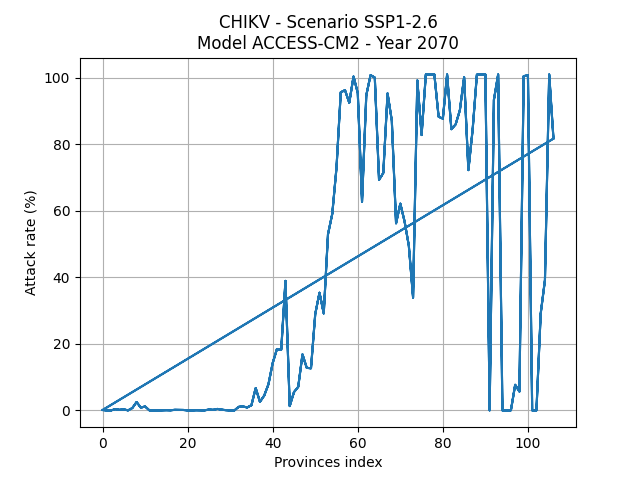 CHIKV - Scenario SSP1-2.6
Model ACCESS-CM2 - Year 2070
100
80
60
40
20
0
Attack rate (%)
0 20 40 60 80 100
Provinces index